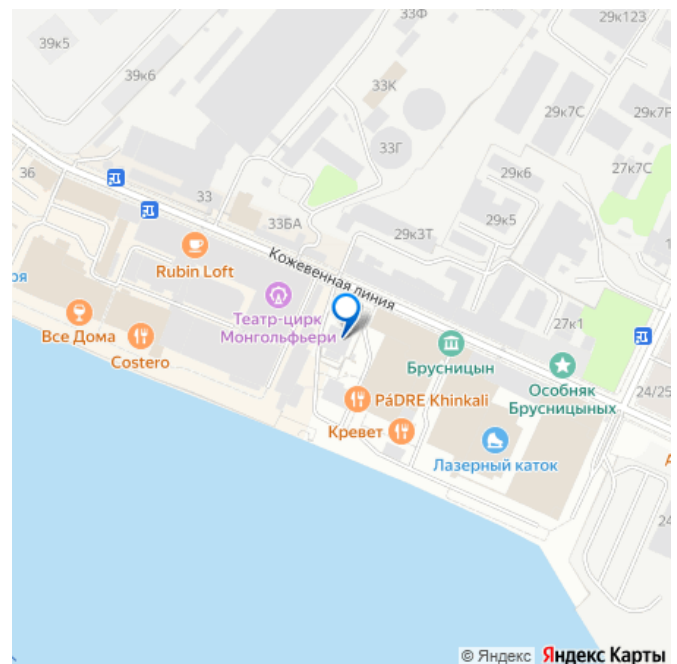 33Ф
29к123
39к5
39к6
33К
29к7С
29к7F
33Г
36
29к6
27к7С
33
33БА
29к3Т
29к5
Кожевенная линия
Rubin Loft
оя
Театр-цирк
Монгольфьери
27к1
Все Дома
Costero
Брусницын
Особняк
Брусницыных
24/25
PáDRE Khinkali
Кревет
Лазерный каток
24
© Яндекс Яндекс Карты